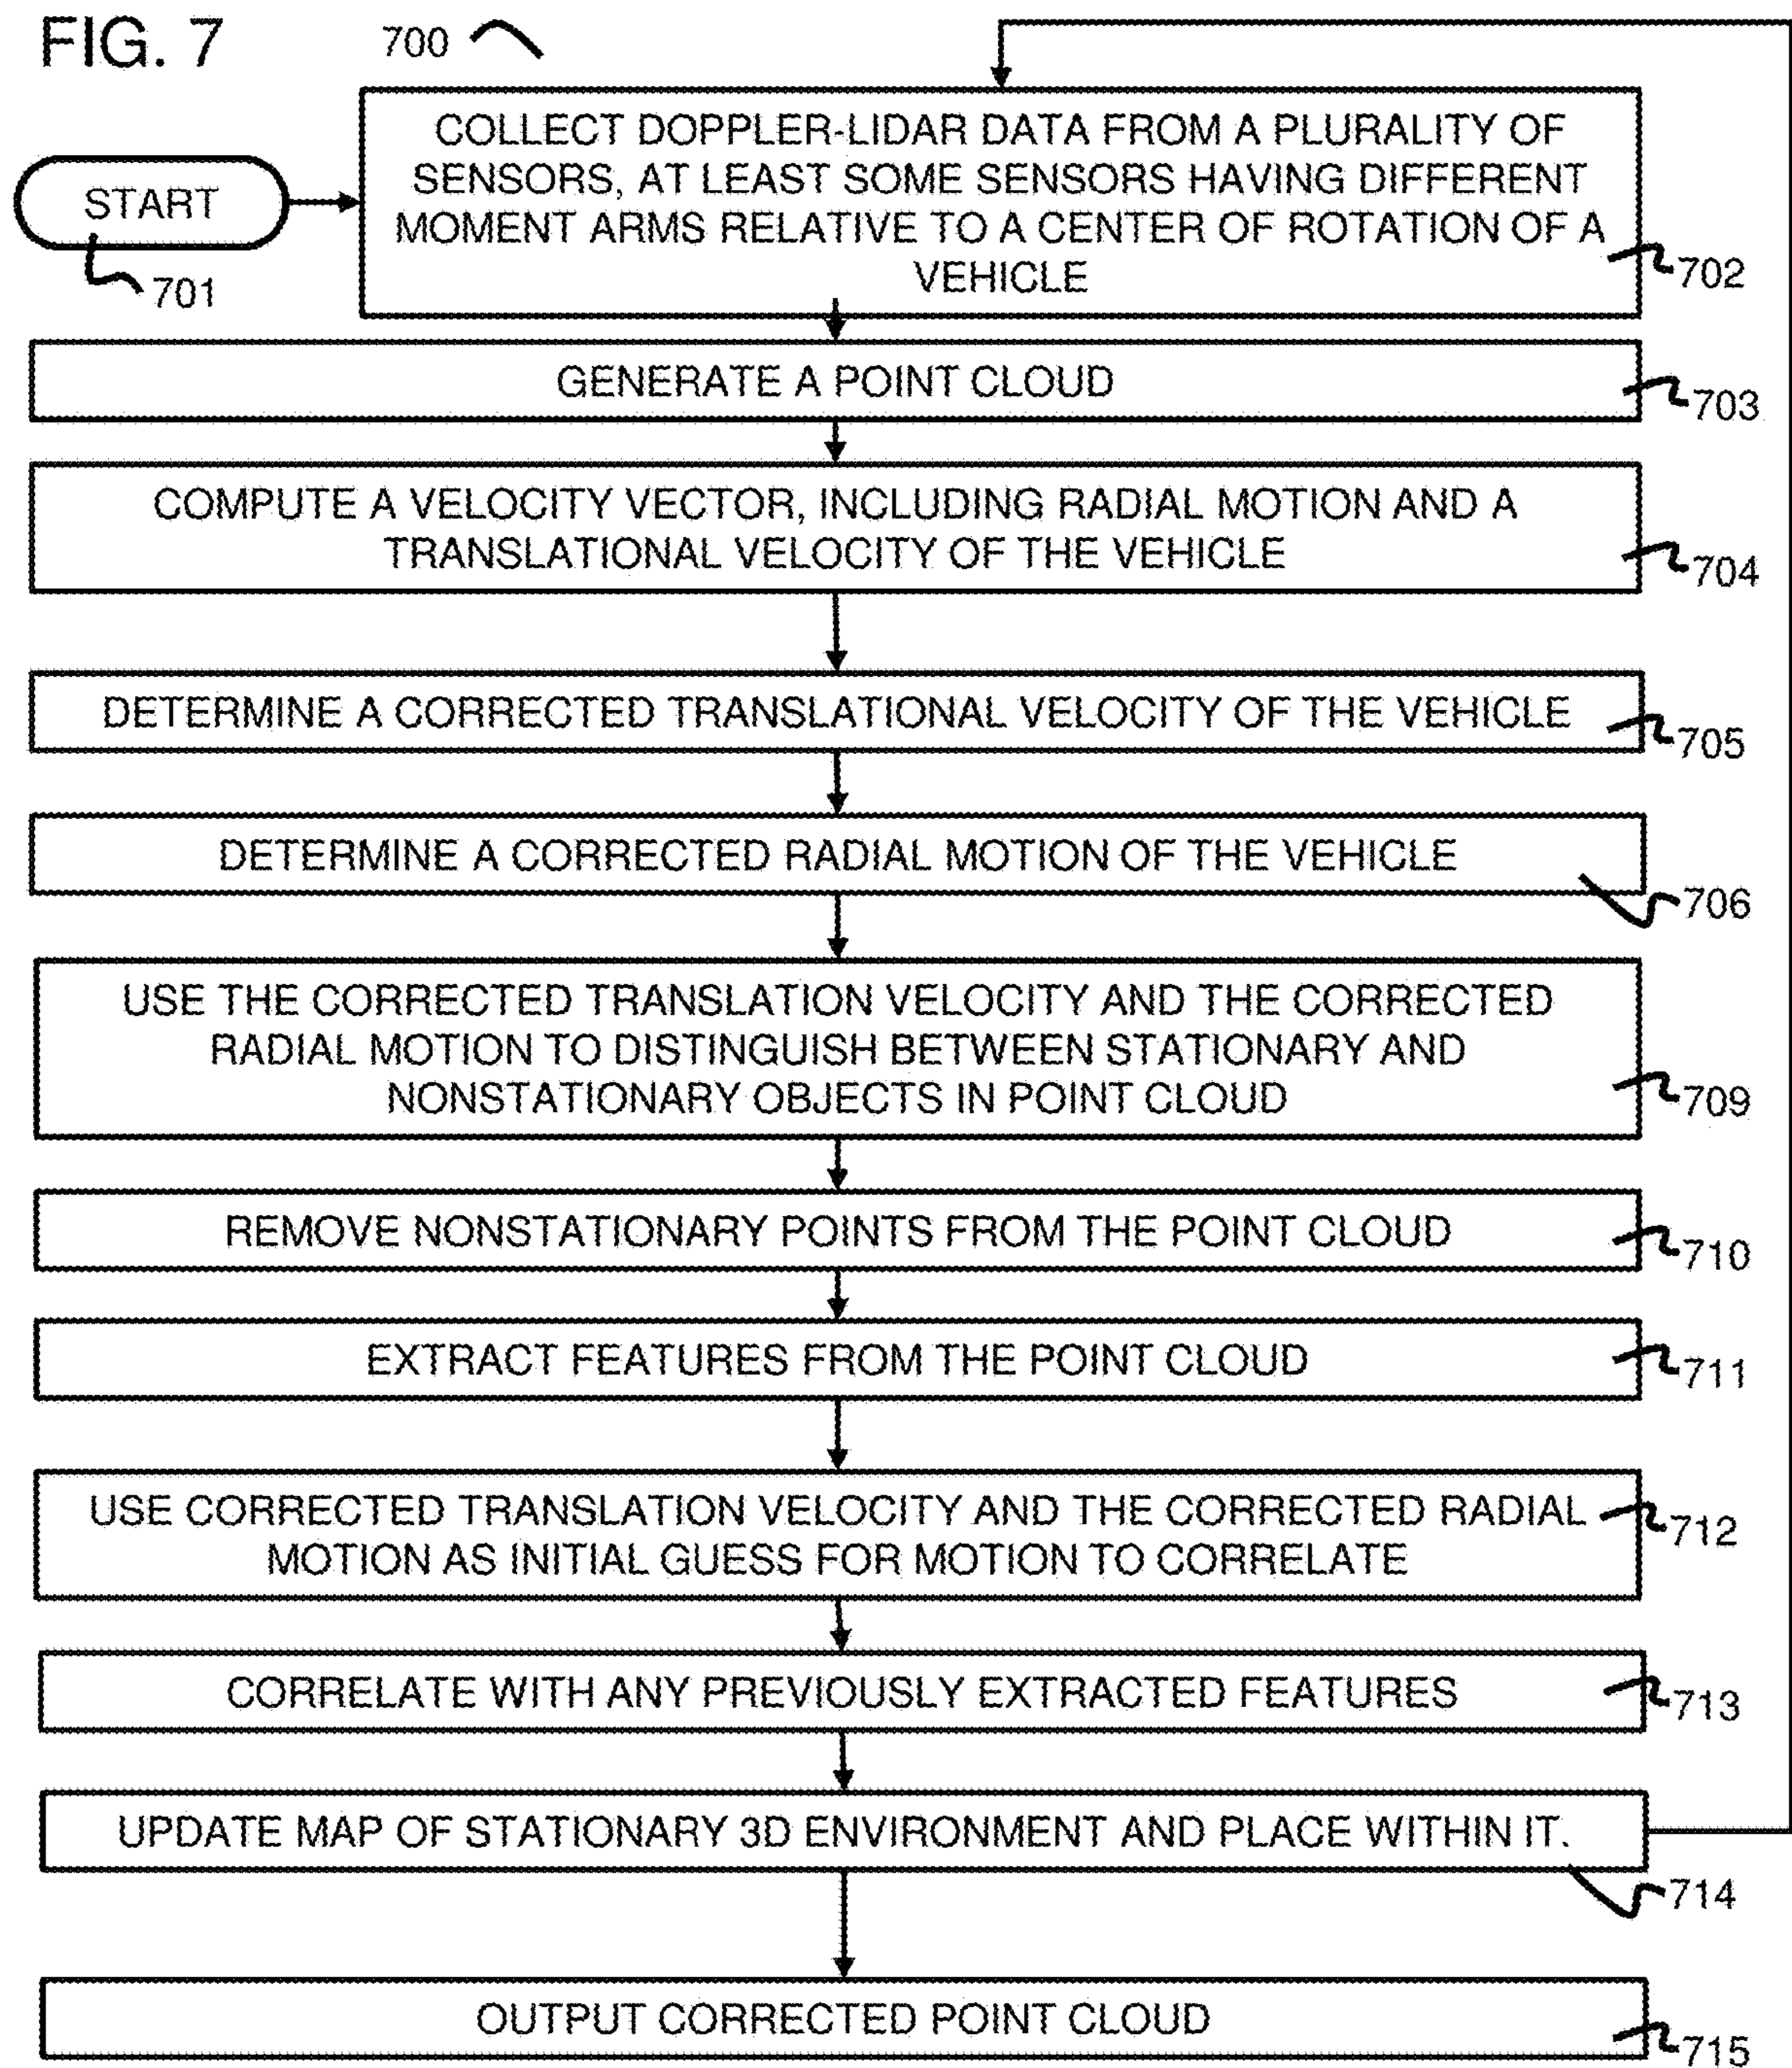 FIG. 7
700
START
701
COLLECT DOPPLER-LIDAR DATA FROM A PLURALITY OF
SENSORS, AT LEAST SOME SENSORS HAVING DIFFERENT
MOMENT ARMS RELATIVE TO A CENTER OF ROTATION OF A
VEHICLE
702
GENERATE A POINT CLOUD
703
COMPUTE A VELOCITY VECTOR, INCLUDING RADIAL MOTION AND A
TRANSLATIONAL VELOCITY OF THE VEHICLE
704
DETERMINE A CORRECTED TRANSLATIONAL VELOCITY OF THE VEHICLE
705
DETERMINE A CORRECTED RADIAL MOTION OF THE VEHICLE
706
USE THE CORRECTED TRANSLATION VELOCITY AND THE CORRECTED
RADIAL MOTION TO DISTINGUISH BETWEEN STATIONARY AND
NONSTATIONARY OBJECTS IN POINT CLOUD
709
REMOVE NONSTATIONARY POINTS FROM THE POINT CLOUD
710
EXTRACT FEATURES FROM THE POINT CLOUD
711
USE CORRECTED TRANSLATION VELOCITY AND THE CORRECTED RADIAL
MOTION AS INITIAL GUESS FOR MOTION TO CORRELATE
712
CORRELATE WITH ANY PREVIOUSLY EXTRACTED FEATURES
713
UPDATE MAP OF STATIONARY 3D ENVIRONMENT AND PLACE WITHIN IT.
714
OUTPUT CORRECTED POINT CLOUD
715